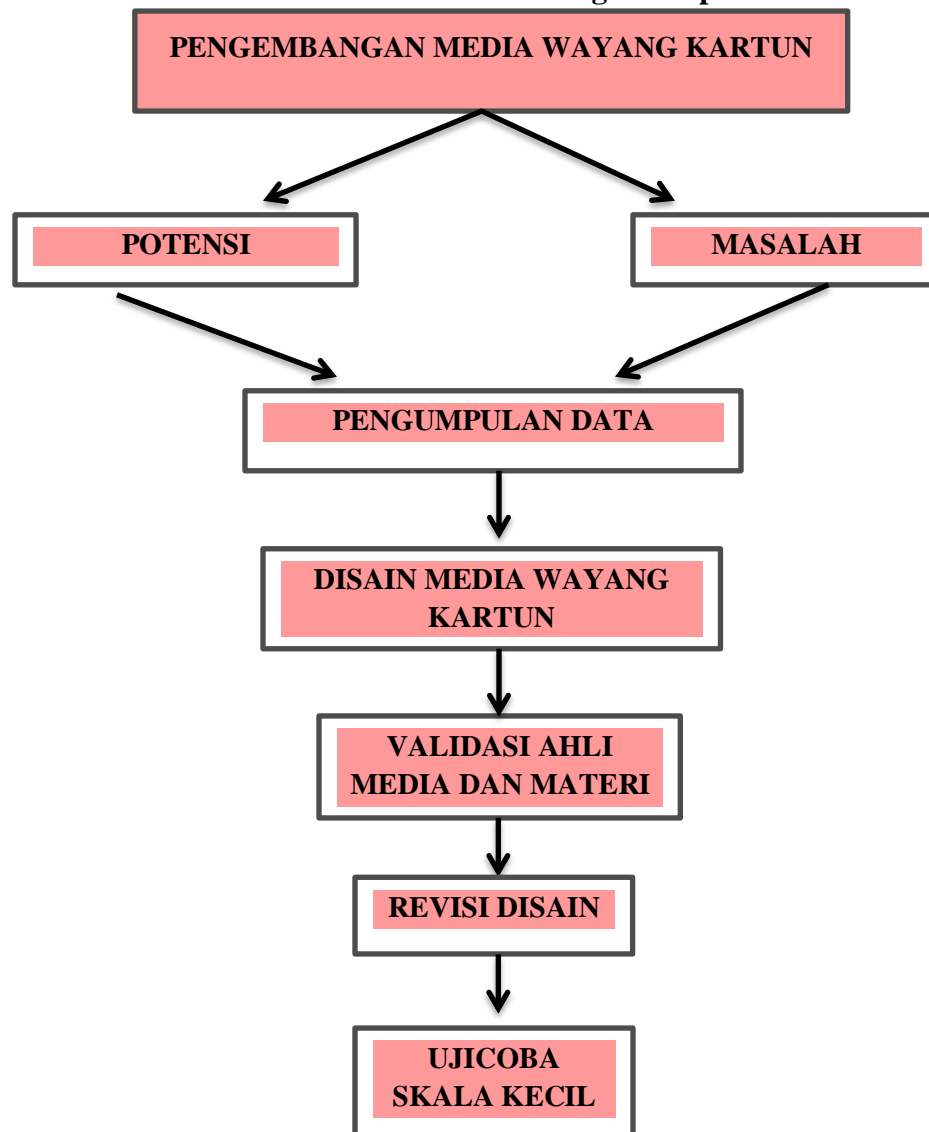 PENGEMBANGAN MEDIA WAYANG KARTUN
POTENSI
MASALAH
PENGUMPULAN DATA
DISAIN MEDIA WAYANG
KARTUN
VALIDASI AHLI
MEDIA DAN MATERI
REVISI DISAIN
UJICOBA
SKALA KECIL